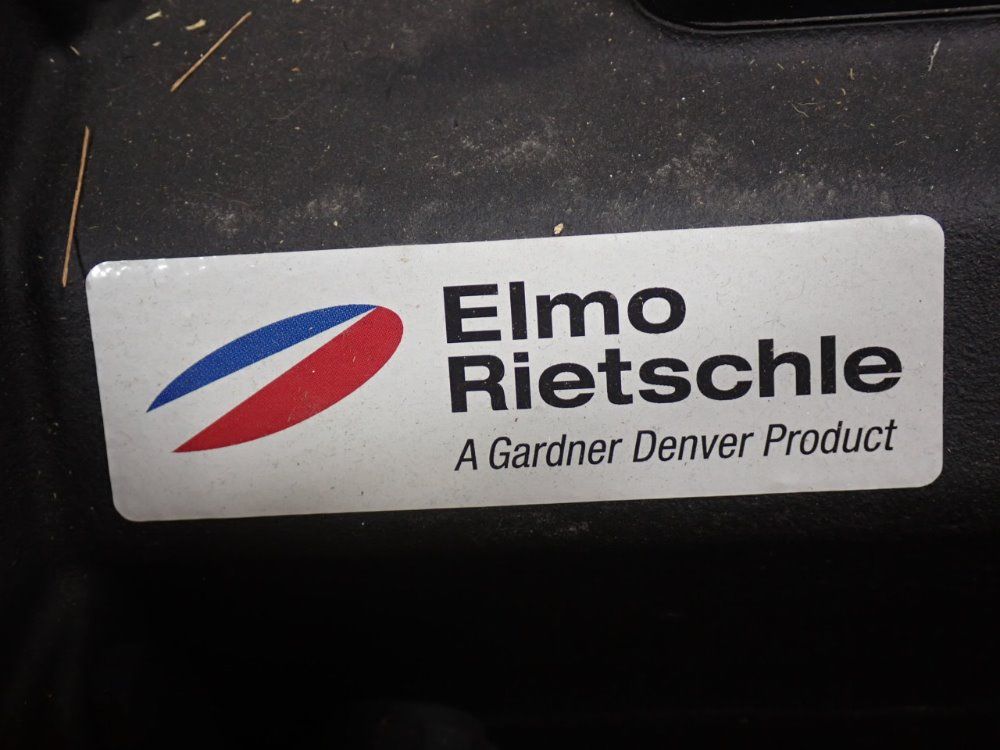 Elmo
Rietschle
A Gardner Denver Product